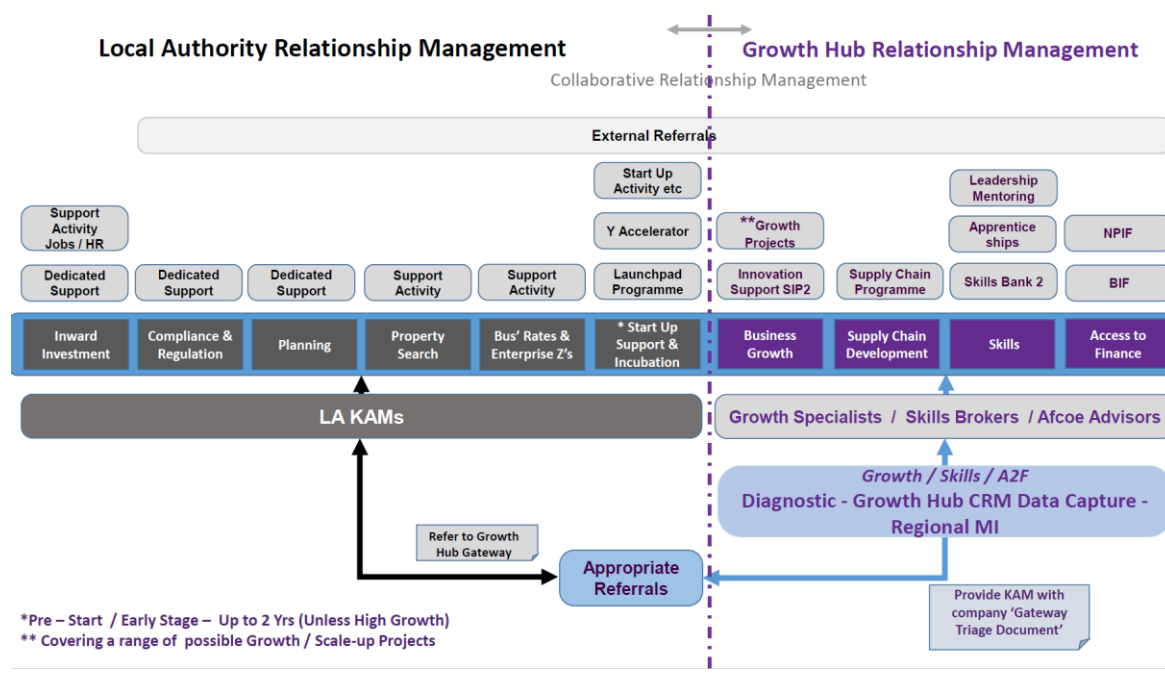 Local Authority Relationship Management
Growth Hub Relationship Management
Collaborative Relationship Management
External Referrals
Start Up
Activity etc
Leadership
Mentoring
Support
Activity
Jobs / HR
Y Accelerator
**Growth
Projects
Apprentice
ships
NPIF
Dedicated
Support
Dedicated
Support
Dedicated
Support
Support
Activity
Support
Activity
Launchpad
Programme
Innovation
Support SIP2
Supply Chain
Programme
Skills Bank 2
BIF
Inward
Investment
Compliance &
Regulation
Planning
Property
Search
Bus' Rates &
Enterprise Z's
* Start Up
Support &
Incubation
Business
Growth
Supply Chain
Development
Skills
Access to
Finance
LA KAMs
Growth Specialists / Skills Brokers / Afcoe Advisors
Growth / Skills / A2F
Diagnostic - Growth Hub CRM Data Capture -
Regional MI
Refer to Growth
Hub Gateway
Appropriate
Referrals
Provide KAM with
company 'Gateway
Triage Document'
*Pre – Start / Early Stage – Up to 2 Yrs (Unless High Growth)
** Covering a range of possible Growth / Scale-up Projects